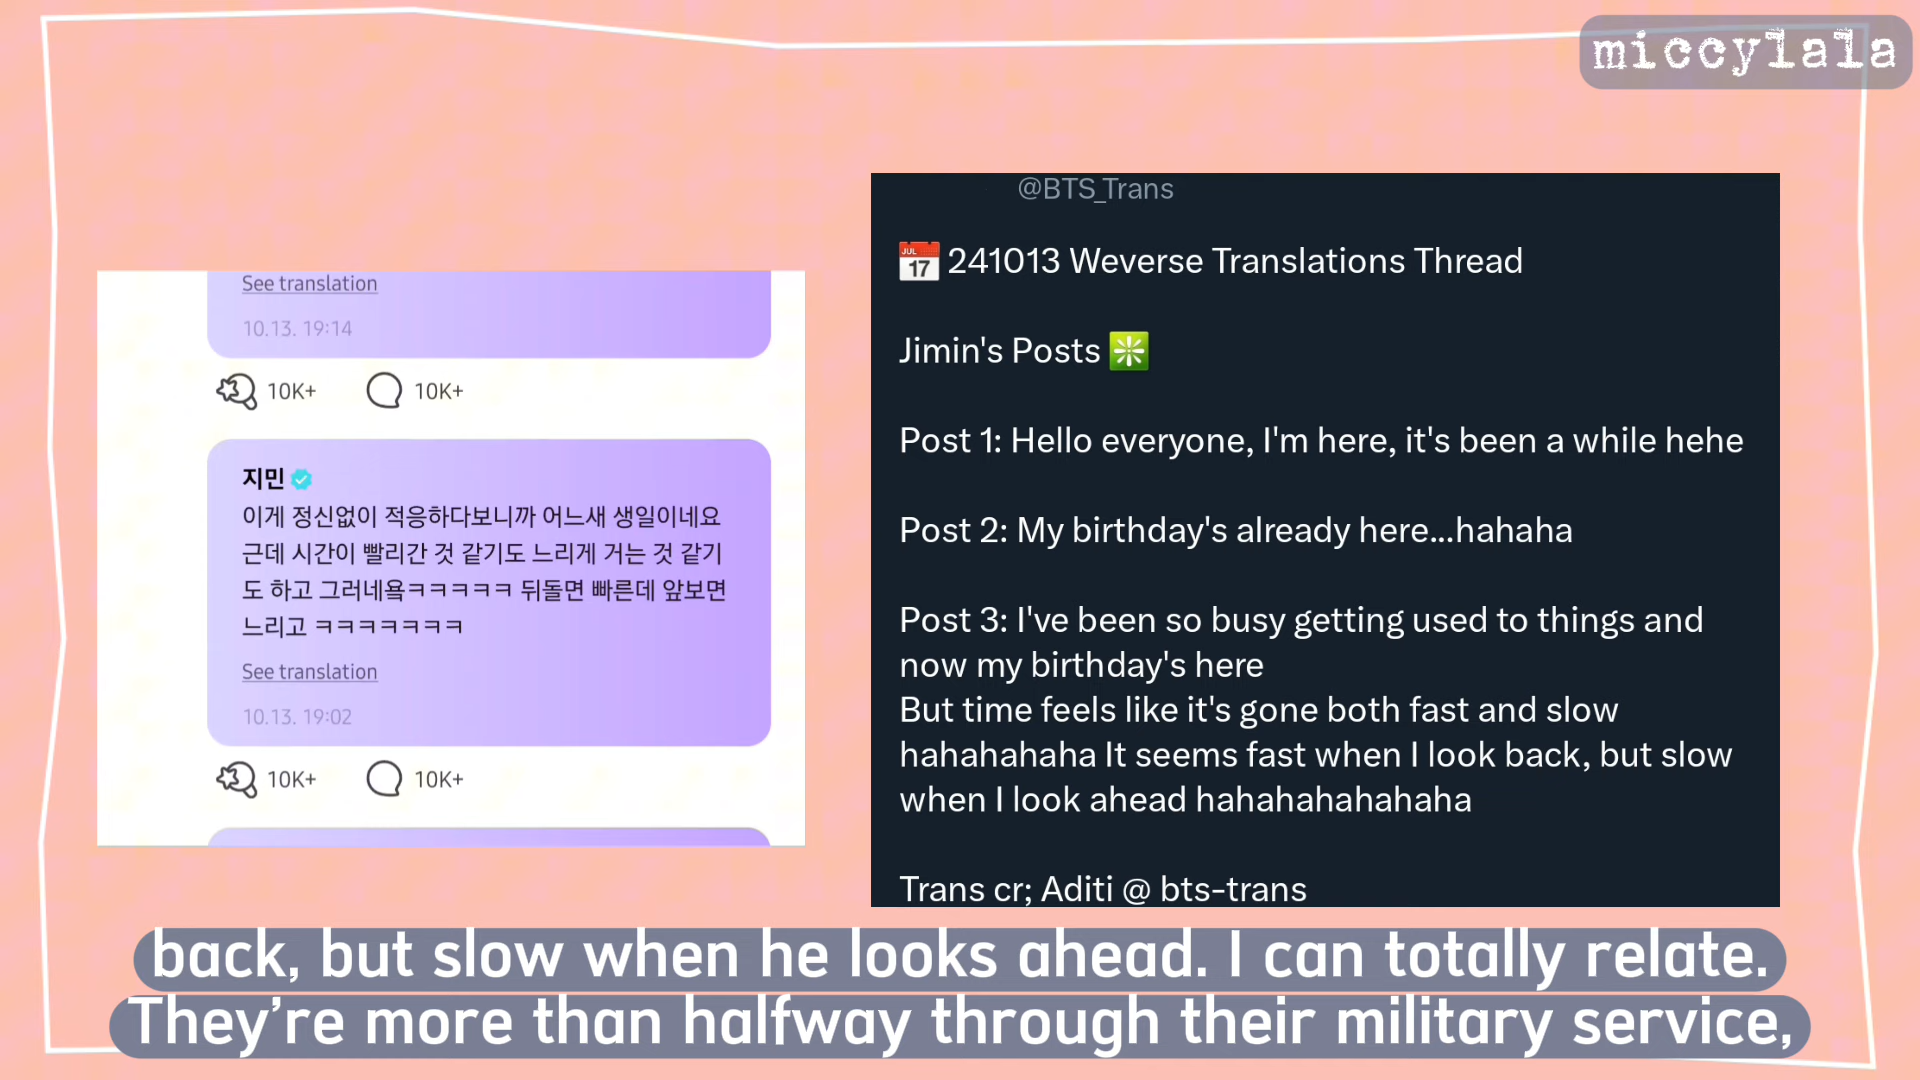 miccylala
See translation
10.13. 19:14
10K+ 10K+
지민
이게 정신없이 적응하다보니까 어느새 생일이네요
근데 시간이 빨리간 것 같기도 느리게 거는 것 같기
도 하고 그러네욬ㅋㅋㅋㅋㅋ 뒤돌면 빠른데 앞보면
느리고 ㅋㅋㅋㅋㅋㅋㅋ
See translation
10.13. 19:02
10K+ 10K+
@BTS_Trans
JUL 17 241013 Weverse Translations Thread
Jimin's Posts
Post 1: Hello everyone, I'm here, it's been a while hehe
Post 2: My birthday's already here...hahaha
Post 3: I've been so busy getting used to things and
now my birthday's here
But time feels like it's gone both fast and slow
hahahahaha It seems fast when I look back, but slow
when I look ahead hahahahahahaha
Trans cr; Aditi @ bts-trans
back, but slow when he looks ahead. I can totally relate.
They're more than halfway through their military service,